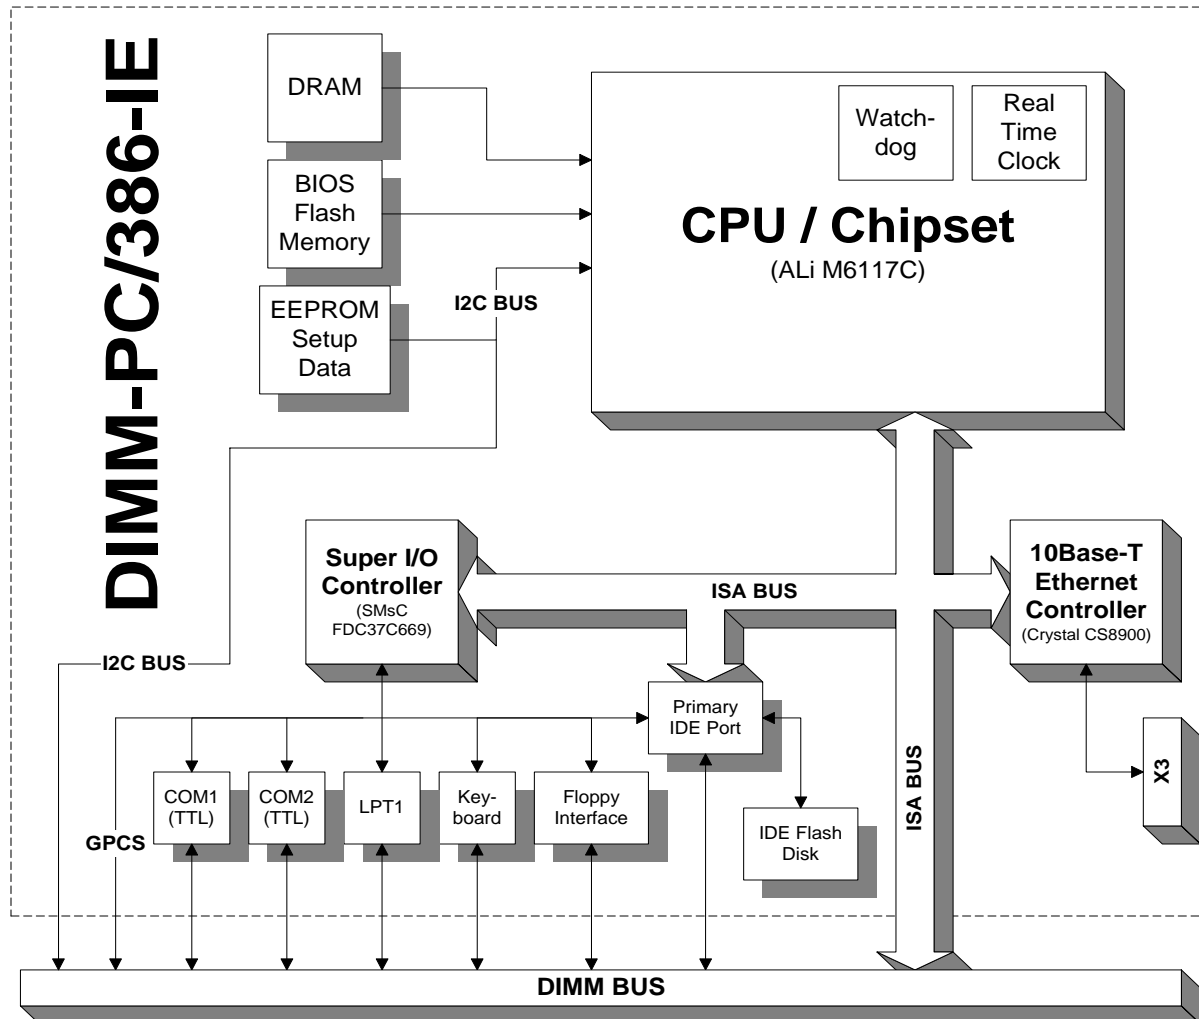 DIMM-PC/386-IE
DRAM
BIOS
Flash
Memory
EEPROM
Setup
Data
I2C BUS
Watch-
dog
Real
Time
Clock
CPU / Chipset
(ALi M6117C)
Super I/O
Controller
(SMsC
FDC37C669)
ISA BUS
10Base-T
Ethernet
Controller
(Crystal CS8900)
I2C BUS
Primary
IDE Port
X3
COM1
(TTL)
COM2
(TTL)
LPT1
Key-
board
Floppy
Interface
ISA BUS
GPCS
IDE Flash
Disk
DIMM BUS